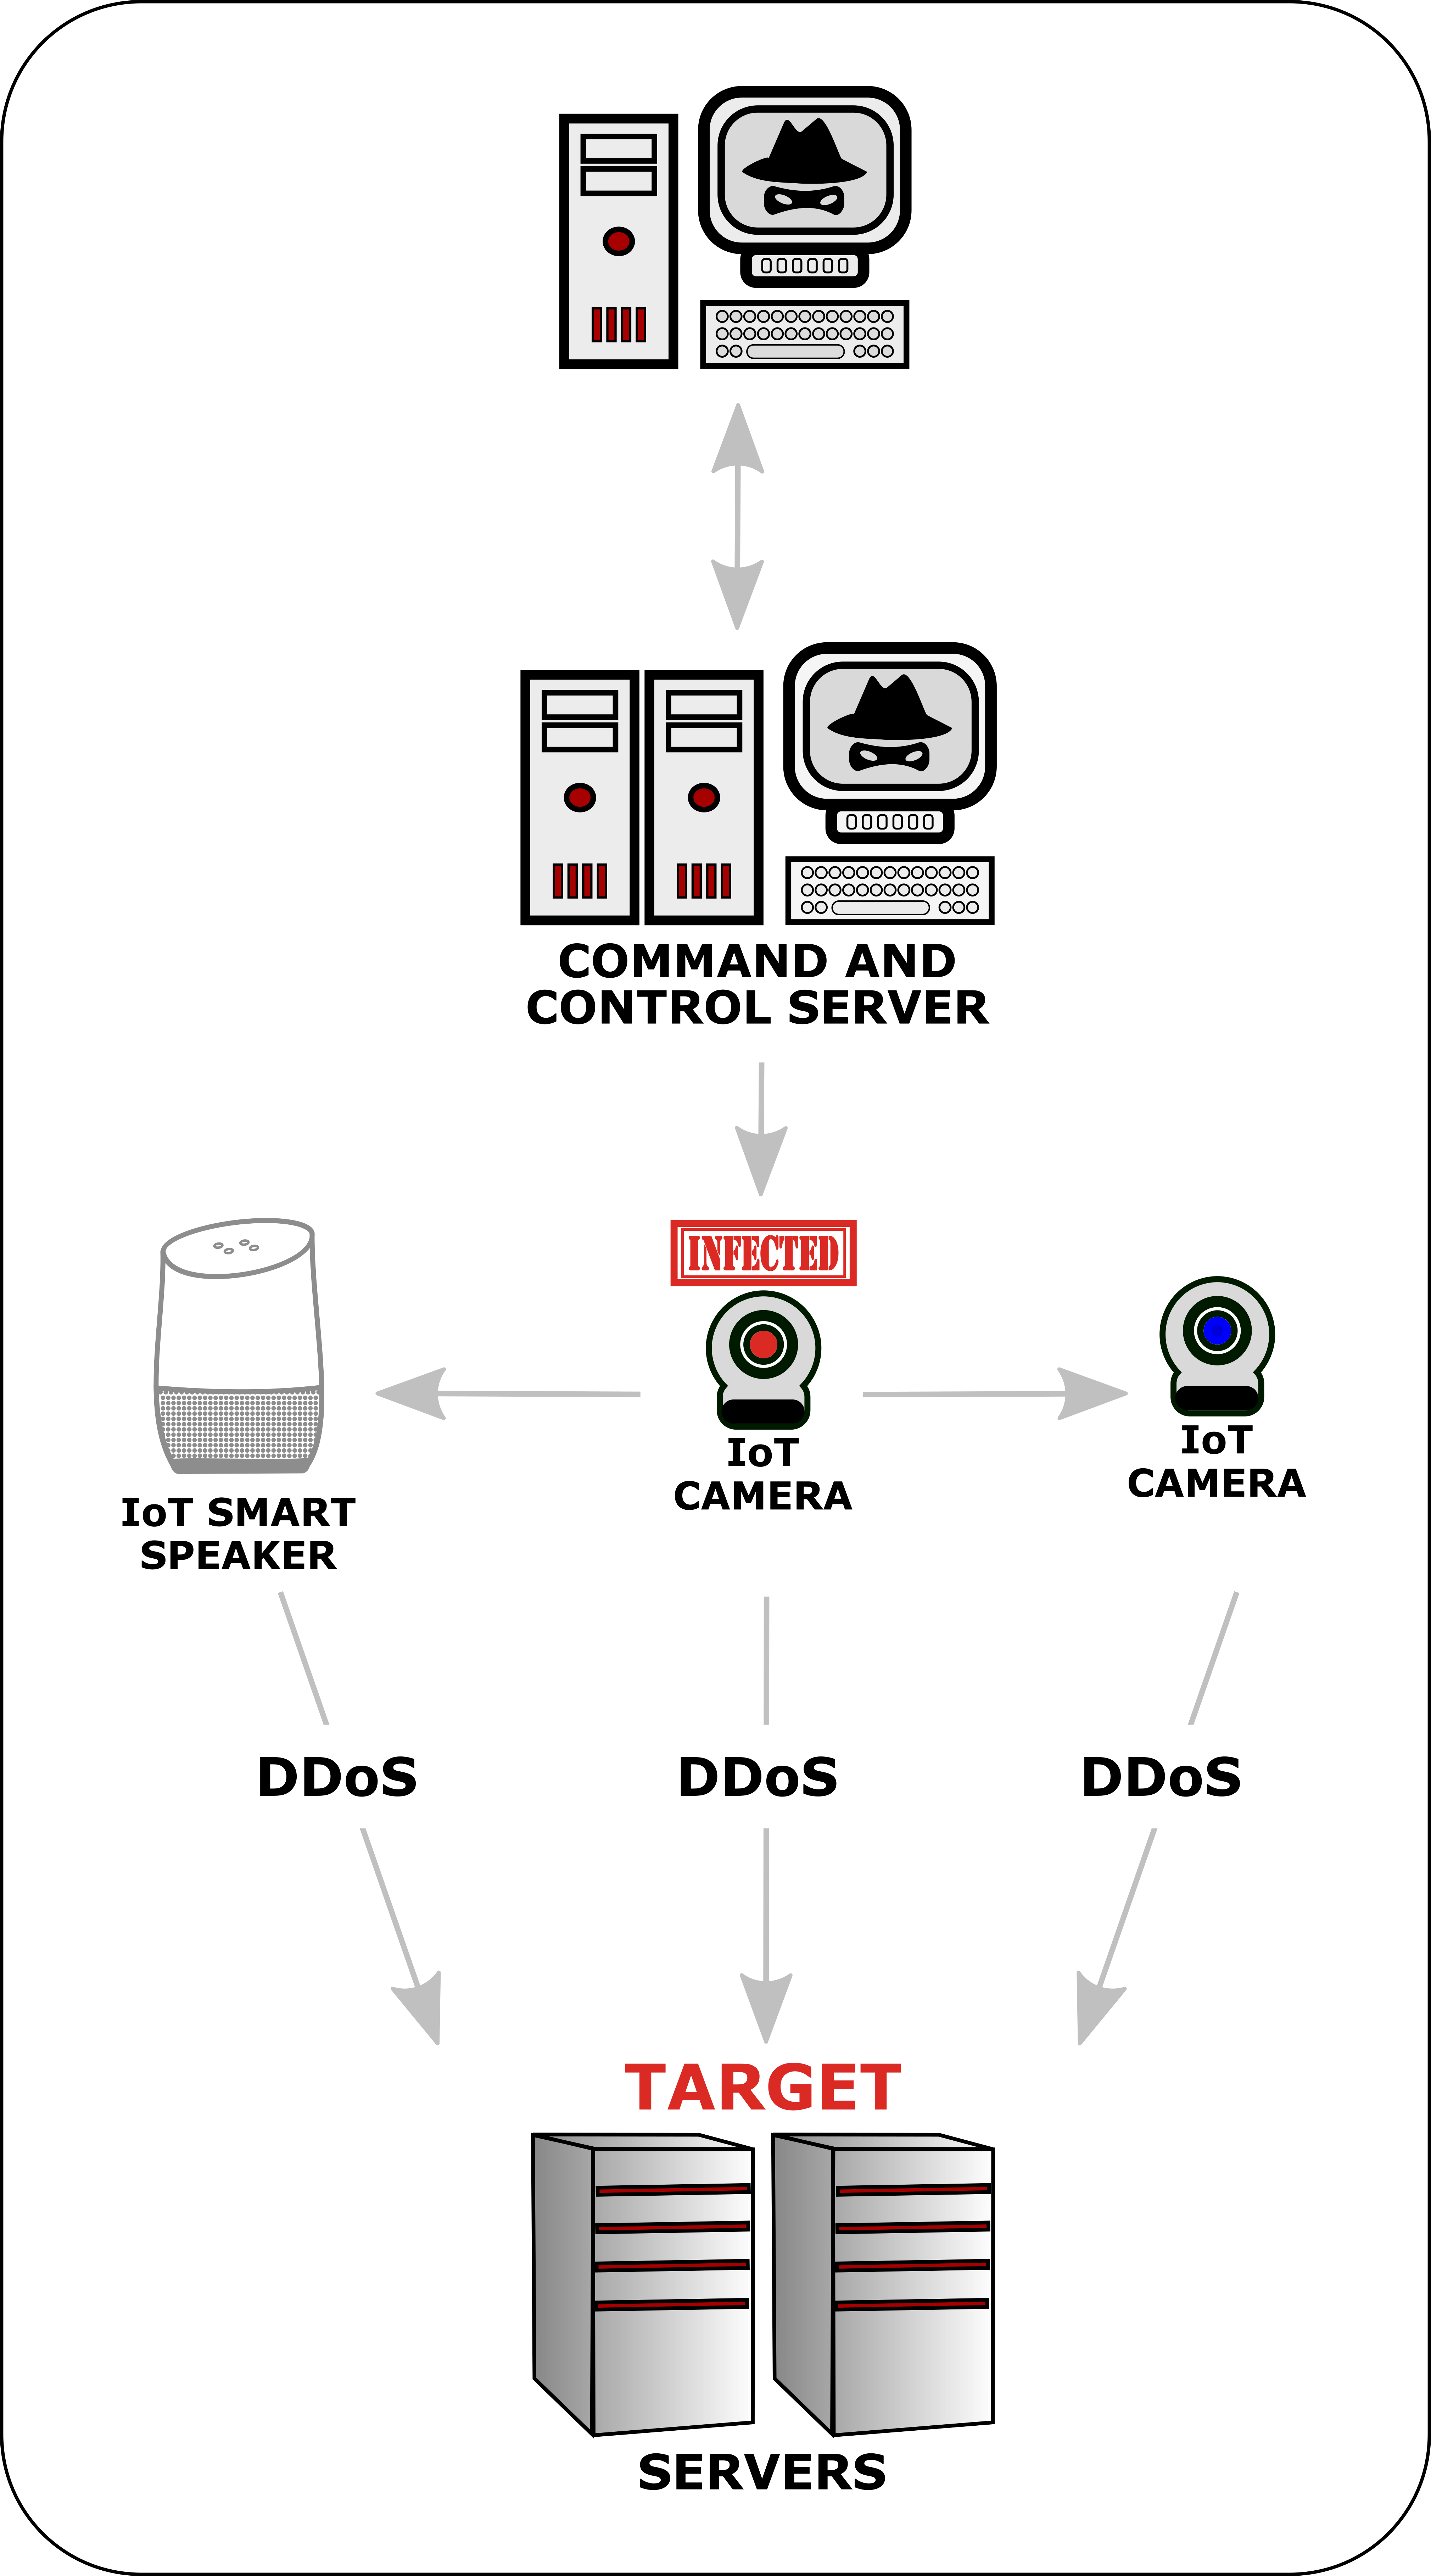 COMMAND AND
CONTROL SERVER
INFECTED
IoT SMART
SPEAKER
IoT
CAMERA
IoT
CAMERA
DDoS
DDoS
DDoS
TARGET
SERVERS